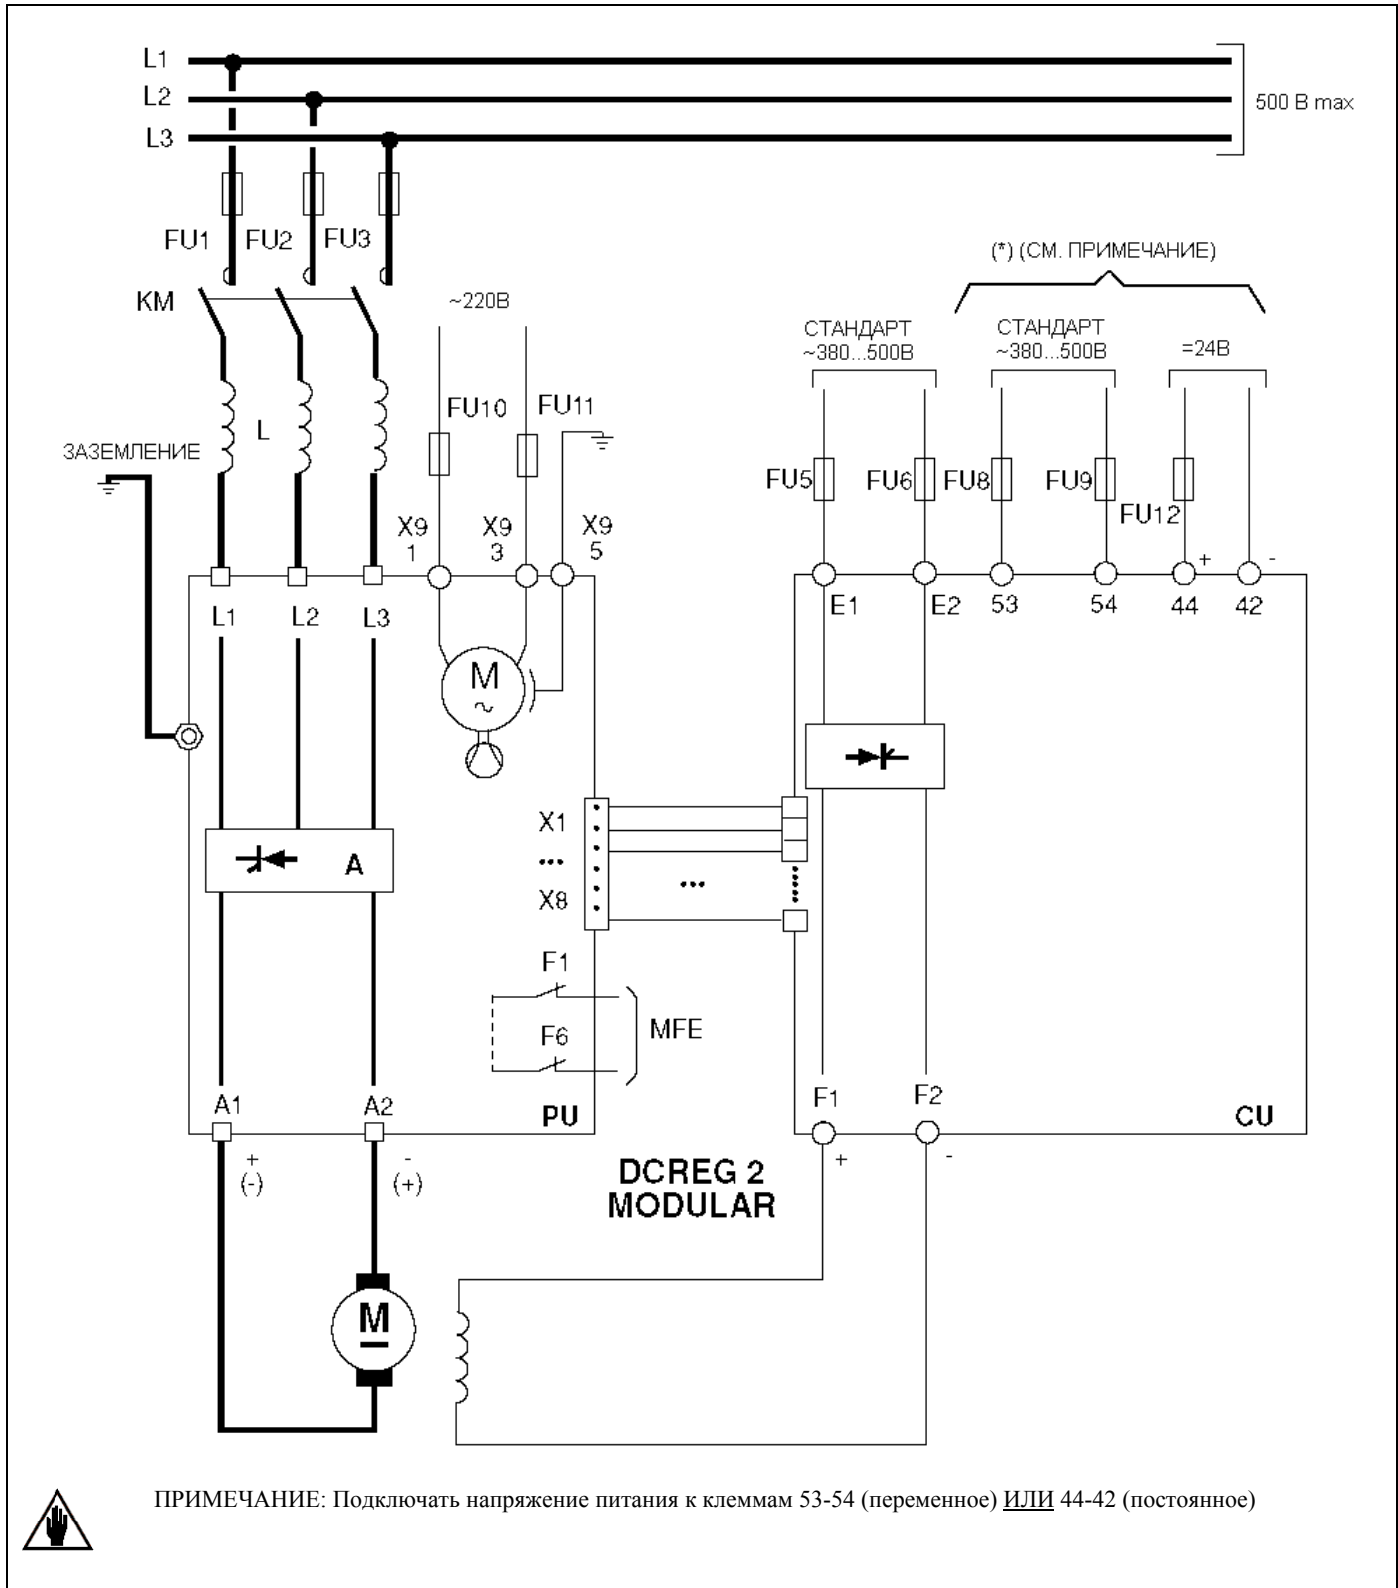 L1
L2
500 В max
L3
FU1 FU2 FU3
(*) (СМ. ПРИМЕЧАНИЕ)
KM
~220В
СТАНДАРТ
~380...500В
СТАНДАРТ
~380...500В
=24В
FU10 FU11
L
ЗАЗЕМЛЕНИЕ
FU5 FU6 FU8 FU9
FU12
X9
1
X9
3
X9
5
+ -
L1 L2 L3
E1 E2 53 54 44 42
M
~
X1
...
X8
...
A
F1
F6
MFE
A1 A2
PU
F1 F2
CU
+
(-)
-
(+)
+ -
DCREG 2
MODULAR
M
ПРИМЕЧАНИЕ: Подключать напряжение питания к клеммам 53-54 (переменное) ИЛИ 44-42 (постоянное)